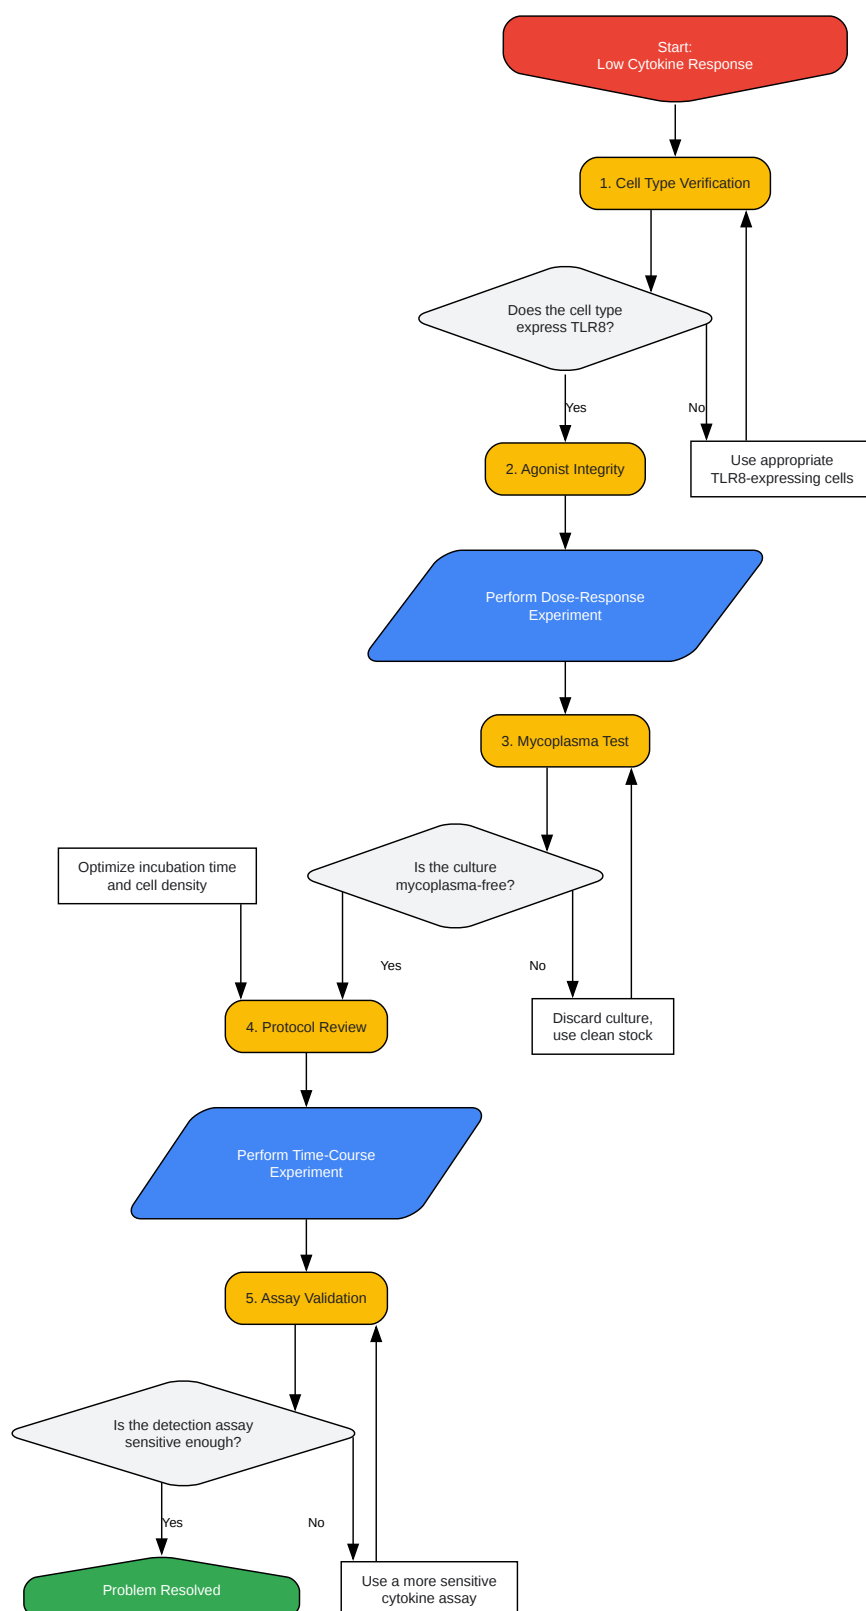 Start:
Low Cytokine Response
1. Cell Type Verification
Does the cell type
express TLR8?
Yes
No
2. Agonist Integrity
Use appropriate
TLR8-expressing cells
Perform Dose-Response
Experiment
3. Mycoplasma Test
Optimize incubation time
and cell density
Is the culture
mycoplasma-free?
Yes
No
4. Protocol Review
Discard culture,
use clean stock
Perform Time-Course
Experiment
5. Assay Validation
Is the detection assay
sensitive enough?
Yes
No
Problem Resolved
Use a more sensitive
cytokine assay